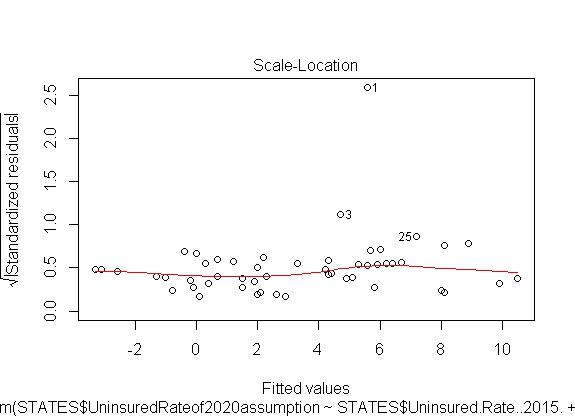 Scale-Location
√|Standardized residuals|
2.5
2.0
1.5
1.0
0.5
0.0
1
3
25
-2 0 2 4 6 8 10
Fitted values
m(STATES$UninsuredRateof2020assumption ~ STATES$Uninsured.Rate..2015. +